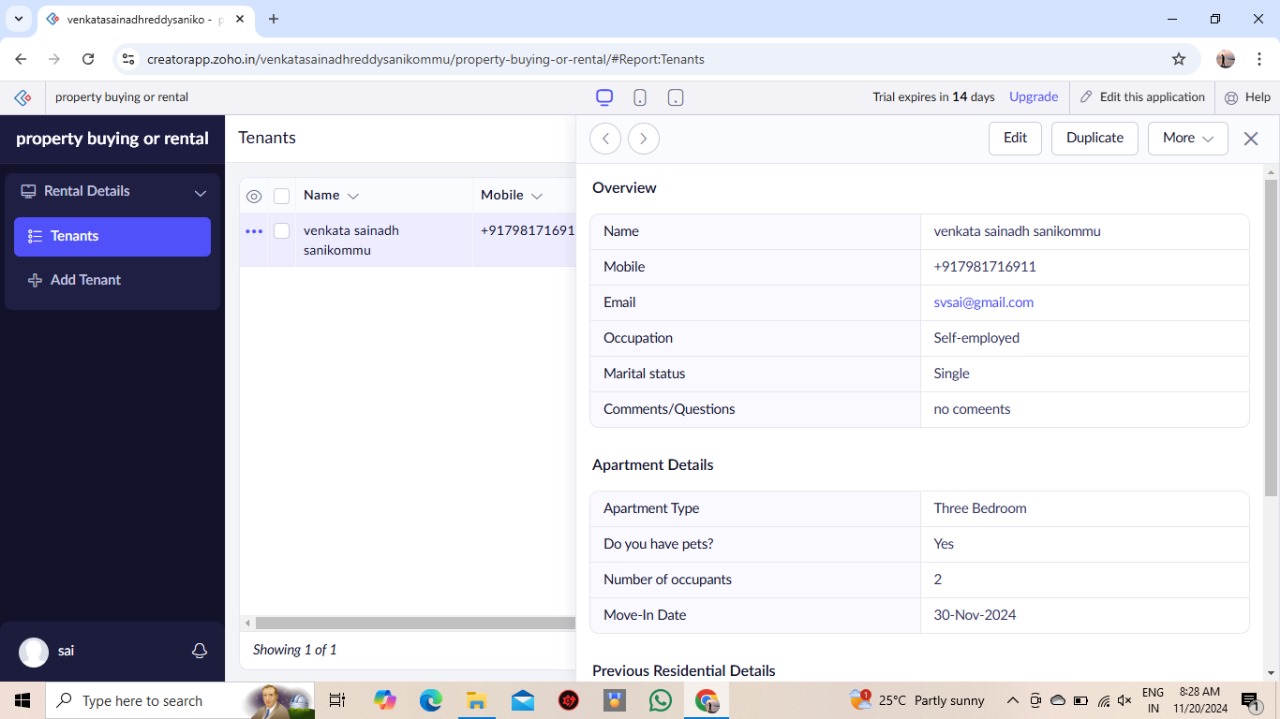 venkatasainadhreddysaniko - p
creatorapp.zoho.in/venkatasainadhreddysanikommu/property-buying-or-rental/#Report:Tenants
property buying or rental
Trial expires in 14 days
Upgrade
Edit this application
Help
property buying or rental
Rental Details
Tenants
Add Tenant
sai
Tenants
Name
Mobile
venkata sainadh
sanikommu
+91798171691
Showing 1 of 1
Edit
Duplicate
More
Overview
Name venkata sainadh sanikommu
Mobile +917981716911
Email svsai@gmail.com
Occupation Self-employed
Marital status Single
Comments/Questions no comeents
Apartment Details
Apartment Type Three Bedroom
Do you have pets? Yes
Number of occupants 2
Move-In Date 30-Nov-2024
Previous Residential Details
Type here to search
1
25°C Partly sunny
ENG
IN
8:28 AM
11/20/2024
1